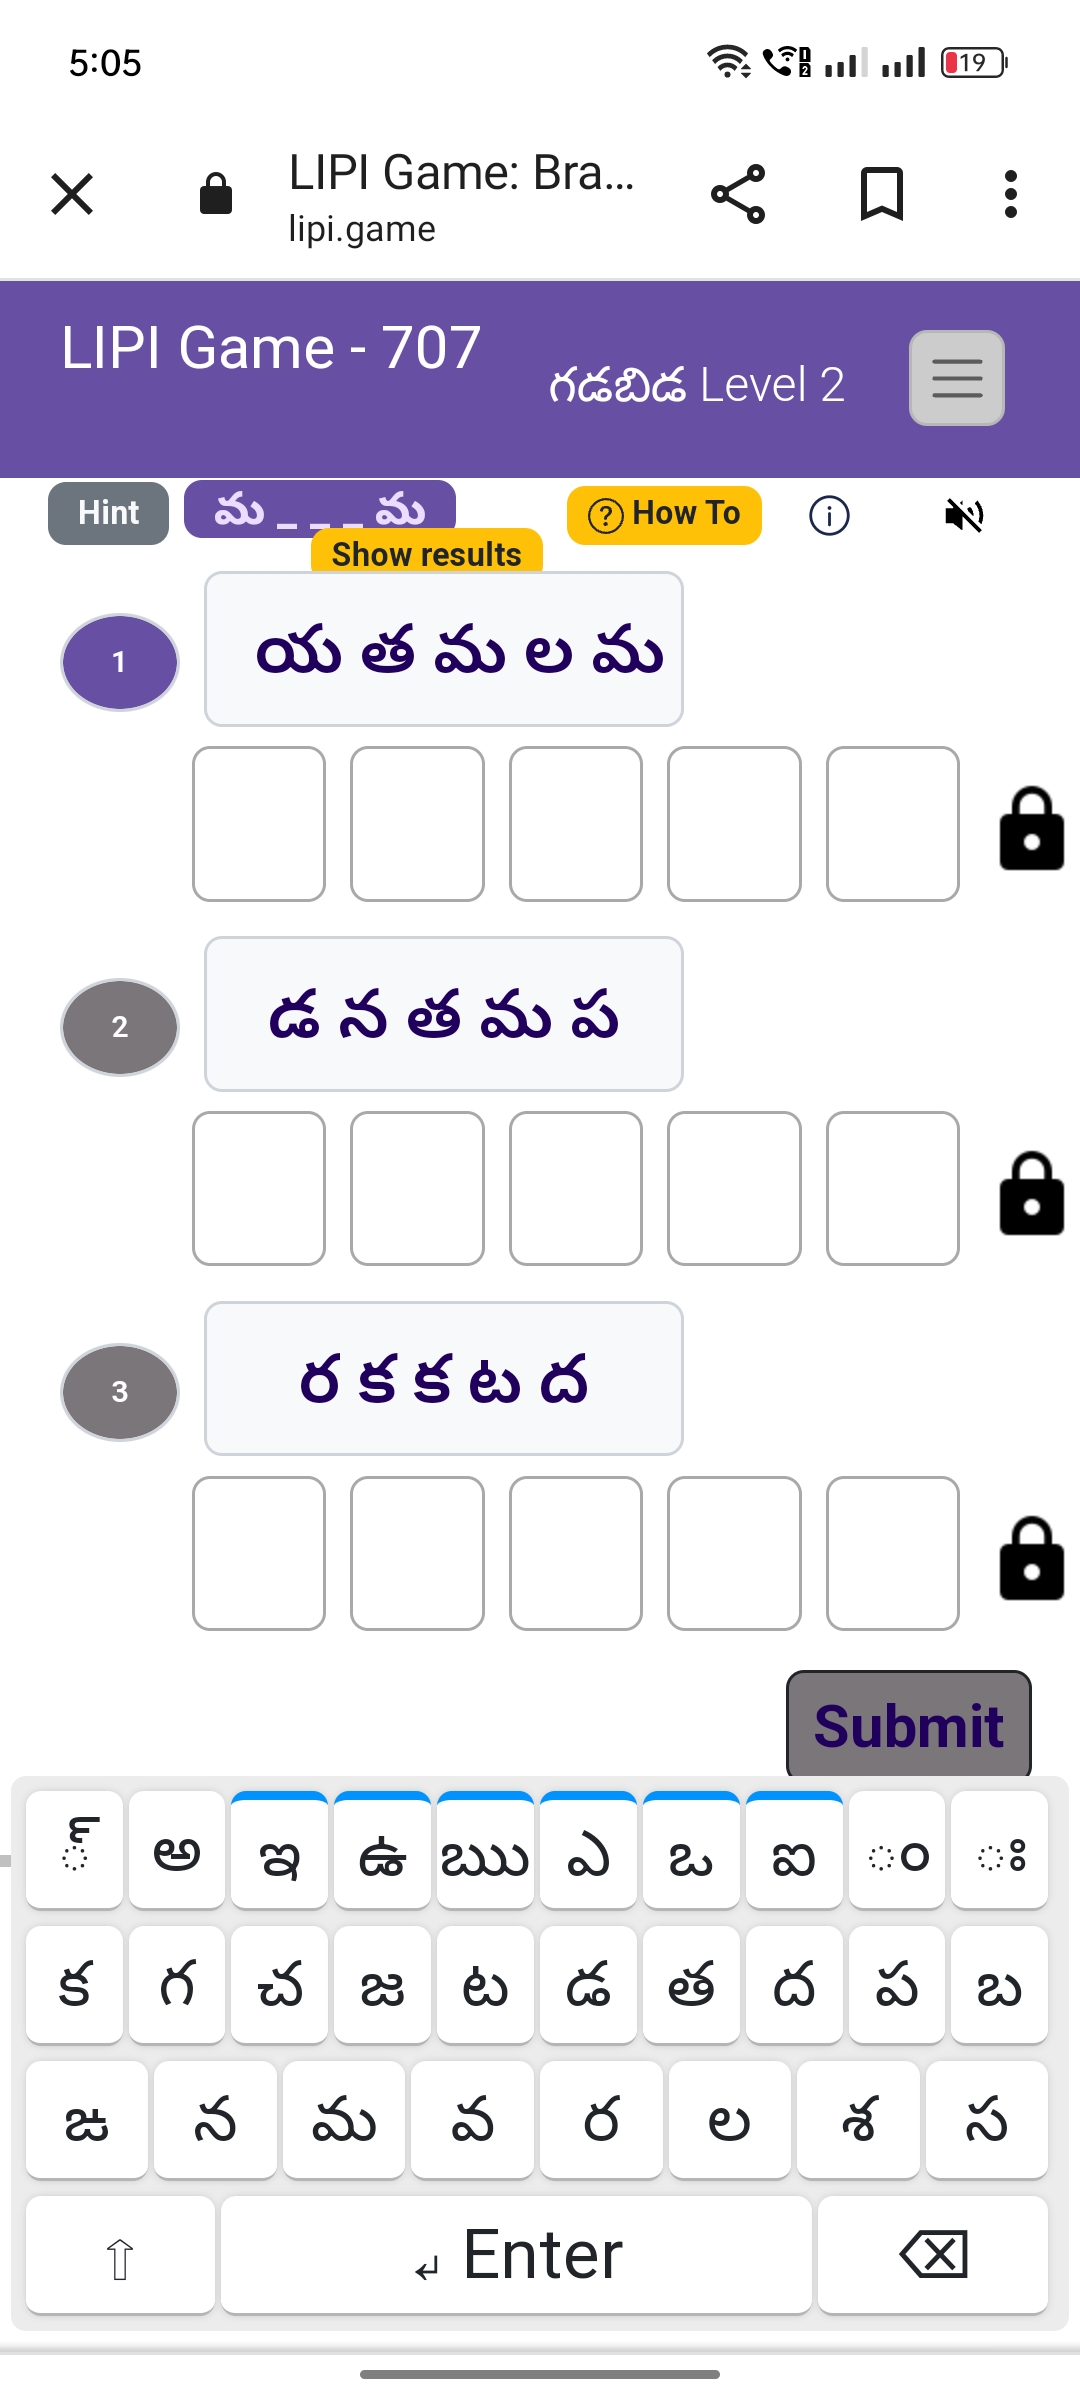 5:05
19
LIPI Game: Bra...
lipi.game
LIPI Game - 707
గడబిడ Level 2
Hint
మ _ _ _ మ
? How To
Show results
1
య త మ ల మ
2
డ న త మ ప
3
ర క క ట ద
Submit
్ అ ఇ ఉ ఋ ఎ ఒ ఐ ం ః
క గ చ జ ట డ త ద ప బ
ఙ న మ వ ర ల శ స
⇧ ↵ Enter ⌫